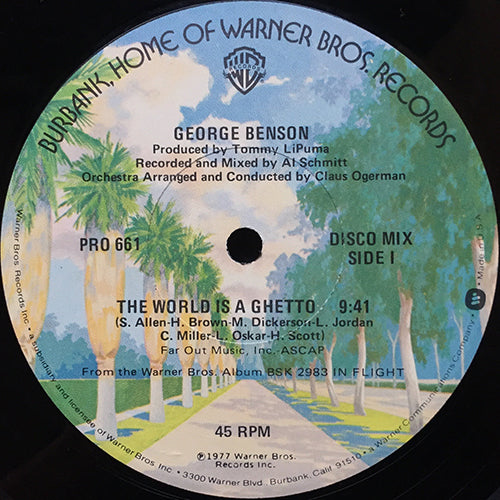 BURBANK, HOME OF WARNER BROS. RECORDS
WB
RECORDS
GEORGE BENSON
Produced by Tommy LiPuma
Recorded and Mixed by Al Schmitt
Orchestra Arranged and Conducted by Claus Ogerman
PRO 661
DISCO MIX
SIDE I
THE WORLD IS A GHETTO 9:41
(S. Allen-H. Brown-M. Dickerson-L. Jordan
C. Miller-L. Oskar-H. Scott)
Far Out Music, Inc. ASCAP
From the Warner Bros. Album BSK 2983 IN FLIGHT
45 RPM
℗1977 Warner Bros.
Records Inc.
Warner Bros. Records Inc. • a subsidiary and licensee of Warner Bros. Inc. • 3300 Warner Blvd., Burbank, Calif. 91510 • a Warner Communications Company • Made in U.S.A.